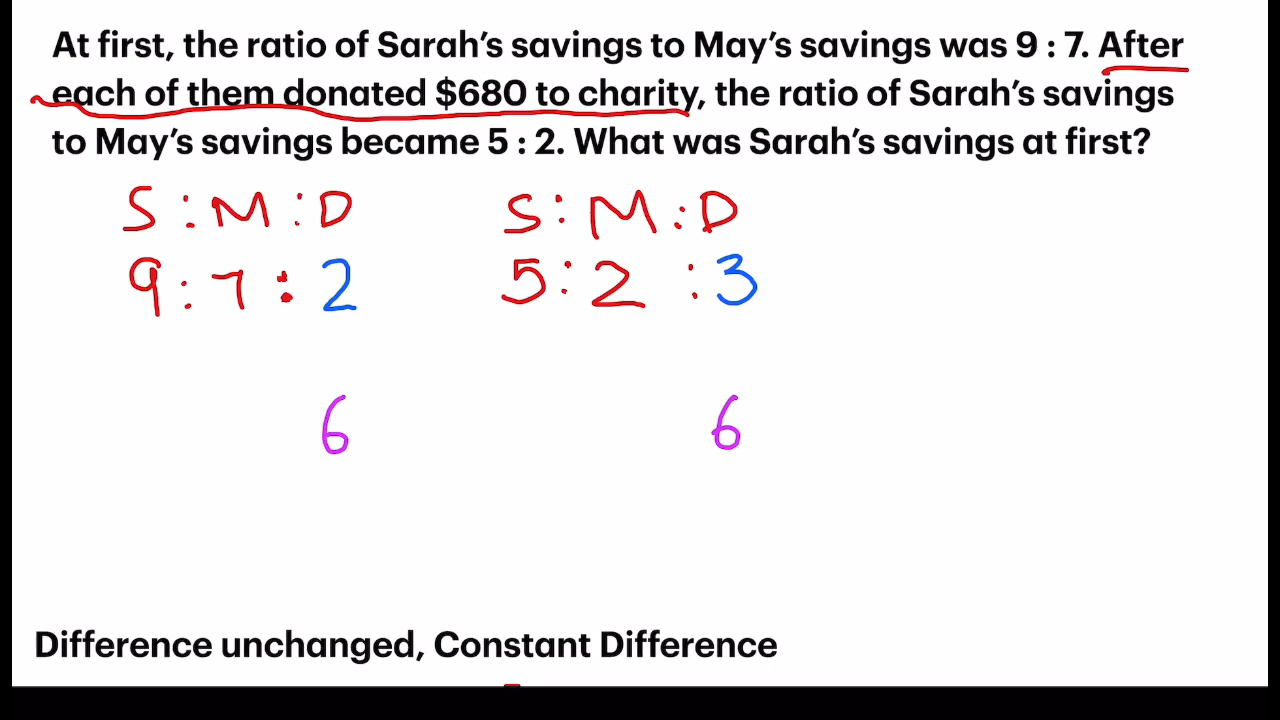 At first, the ratio of Sarah's savings to May's savings was 9 : 7. After
each of them donated $680 to charity, the ratio of Sarah's savings
to May's savings became 5 : 2. What was Sarah's savings at first?
S : M : D S : M : D
9 : 7 : 2 5 : 2 : 3
6 6
Difference unchanged, Constant Difference